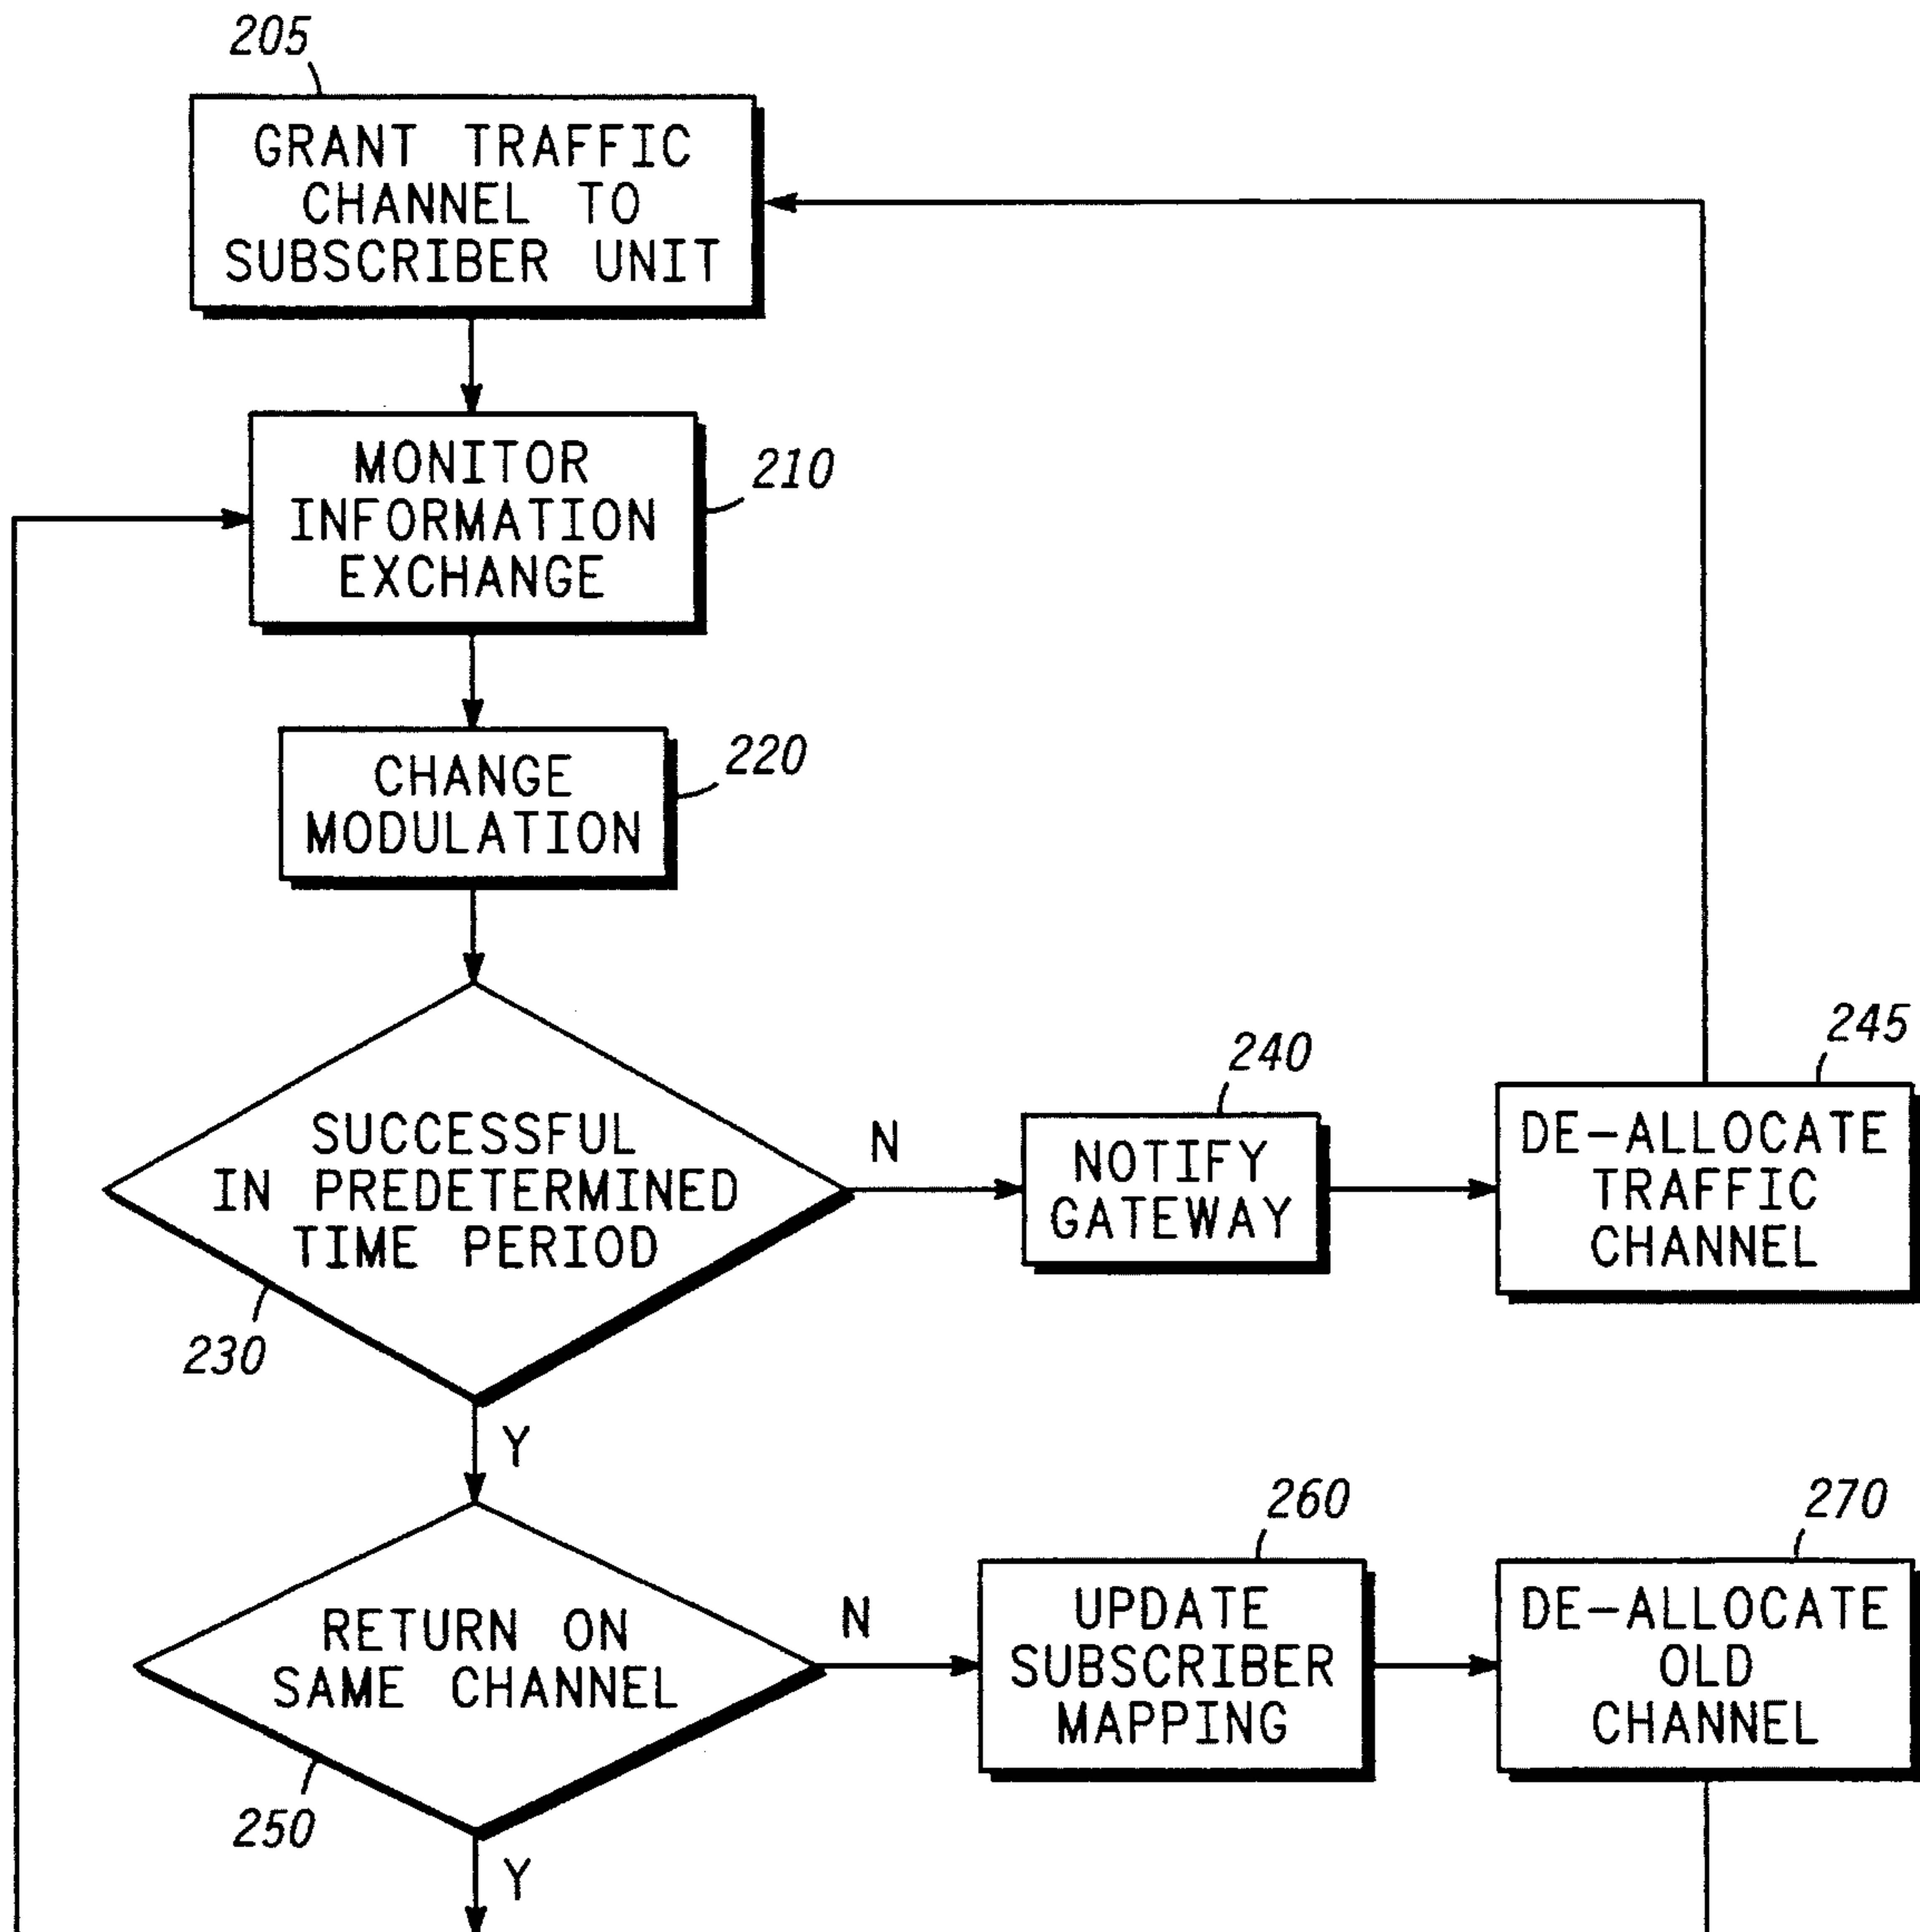 205
GRANT TRAFFIC
CHANNEL TO
SUBSCRIBER UNIT
MONITOR
INFORMATION
EXCHANGE
210
CHANGE
MODULATION
220
SUCCESSFUL
IN PREDETERMINED
TIME PERIOD
230
N
Y
240
NOTIFY
GATEWAY
245
DE-ALLOCATE
TRAFFIC
CHANNEL
RETURN ON
SAME CHANNEL
250
N
Y
260
UPDATE
SUBSCRIBER
MAPPING
270
DE-ALLOCATE
OLD
CHANNEL